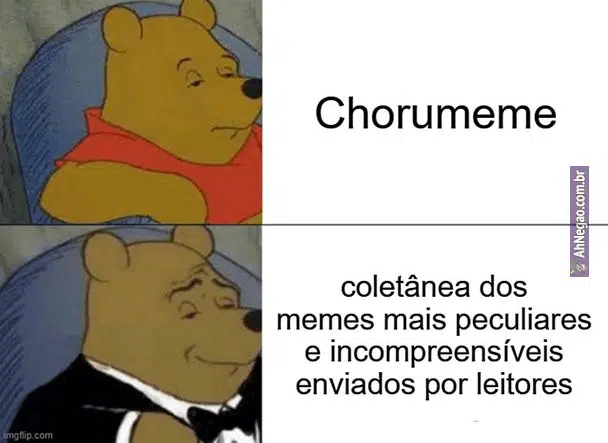 Chorumeme
AhNegao.com.br
coletânea dos
memes mais peculiares
e incompreensíveis
enviados por leitores
imgflip.com